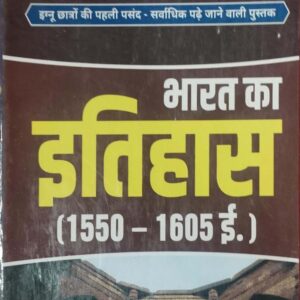 इग्नू छात्रों की पहली पसंद - सर्वाधिक पढ़े जाने वाली पुस्तक
भारत का
इतिहास
(1550 – 1605 ई.)